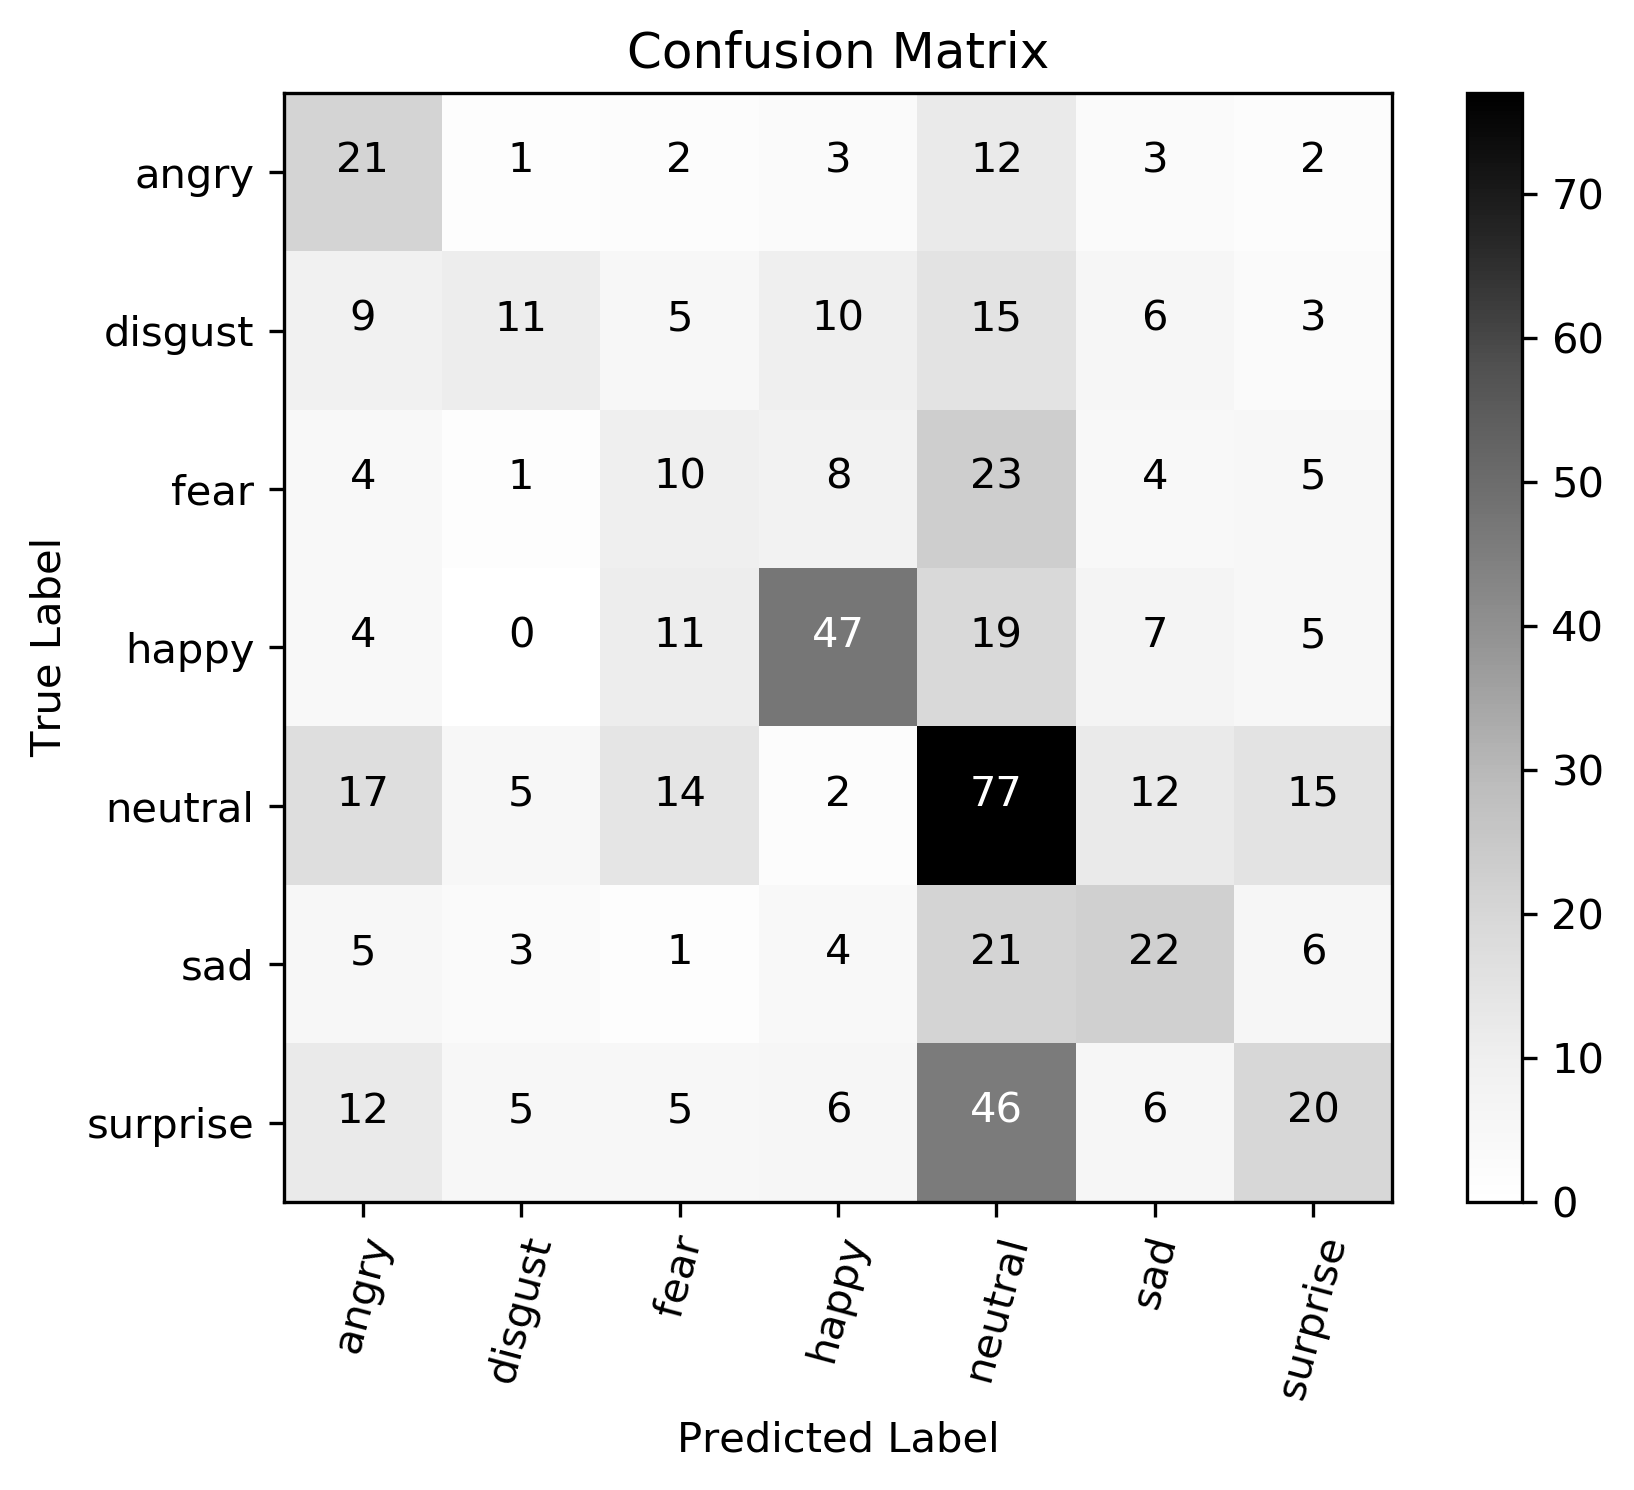 Confusion Matrix
angry 21 1 2 3 12 3 2
disgust 9 11 5 10 15 6 3
fear 4 1 10 8 23 4 5
happy 4 0 11 47 19 7 5
neutral 17 5 14 2 77 12 15
sad 5 3 1 4 21 22 6
surprise 12 5 5 6 46 6 20
True Label
angry disgust fear happy neutral sad surprise
Predicted Label
70
60
50
40
30
20
10
0